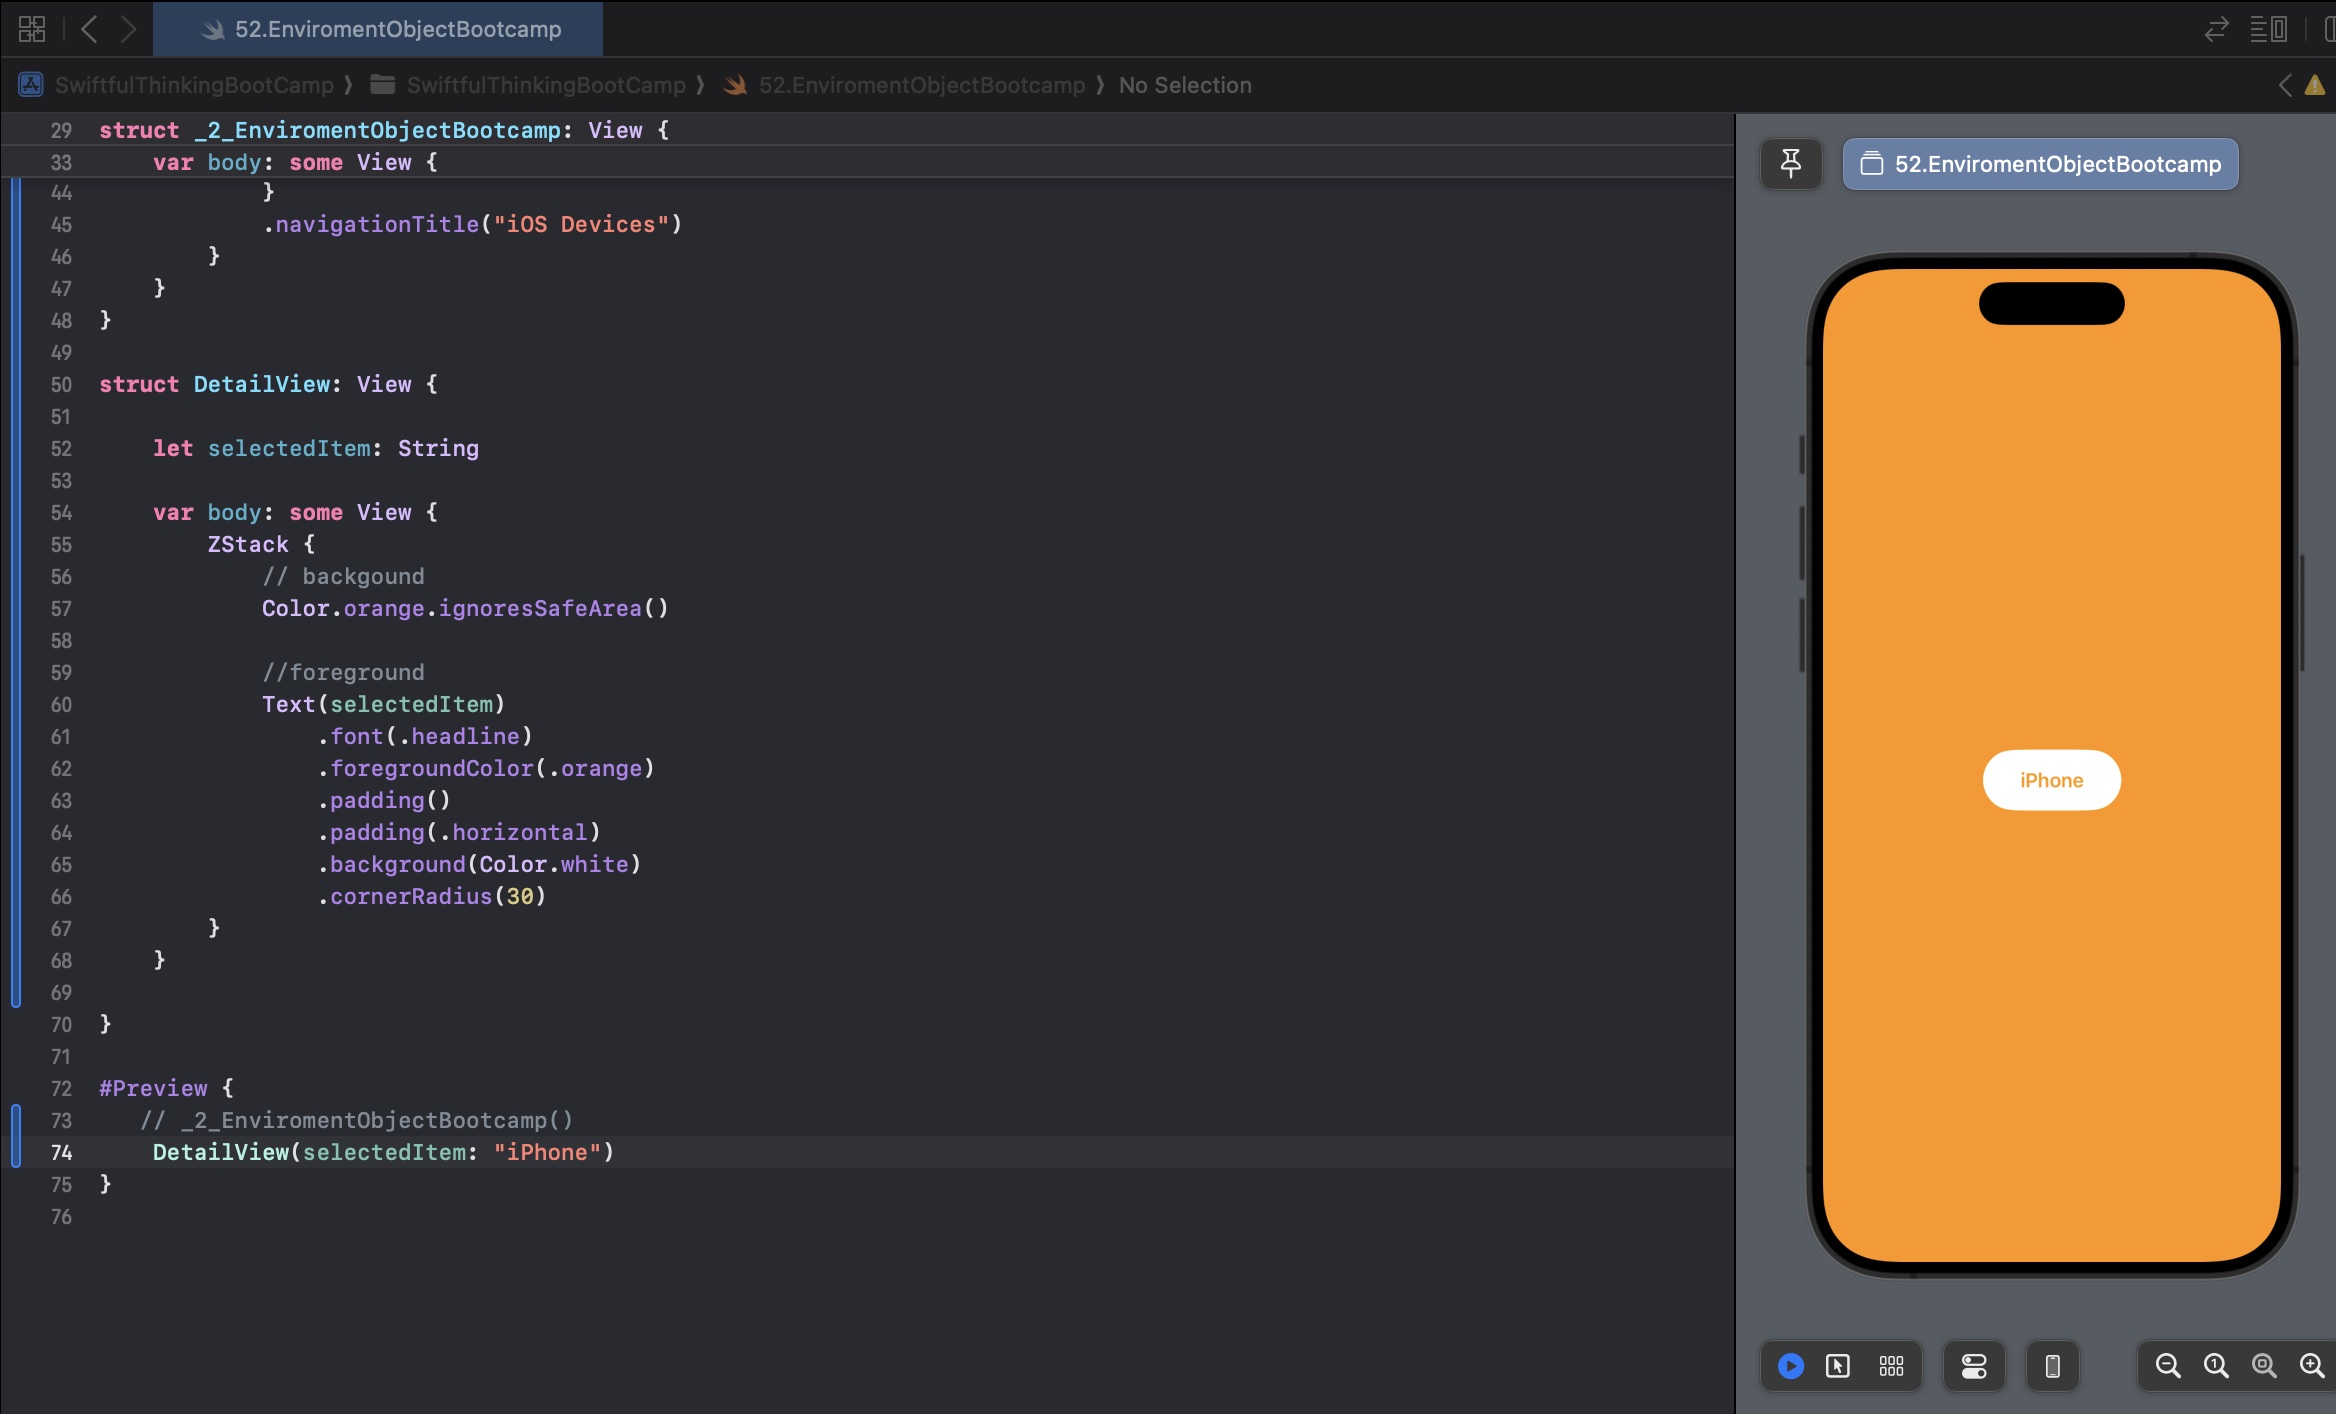 52.EnviromentObjectBootcamp
SwiftfulThinkingBootCamp 〉 SwiftfulThinkingBootCamp 〉 52.EnviromentObjectBootcamp 〉 No Selection
29 struct _2_EnviromentObjectBootcamp: View {
33     var body: some View {
44             }
45             .navigationTitle("iOS Devices")
46         }
47     }
48 }
49
50 struct DetailView: View {
51
52     let selectedItem: String
53
54     var body: some View {
55         ZStack {
56             // backgound
57             Color.orange.ignoresSafeArea()
58
59             //foreground
60             Text(selectedItem)
61                 .font(.headline)
62                 .foregroundColor(.orange)
63                 .padding()
64                 .padding(.horizontal)
65                 .background(Color.white)
66                 .cornerRadius(30)
67         }
68     }
69
70 }
71
72 #Preview {
73    // _2_EnviromentObjectBootcamp()
74     DetailView(selectedItem: "iPhone")
75 }
76
52.EnviromentObjectBootcamp
iPhone